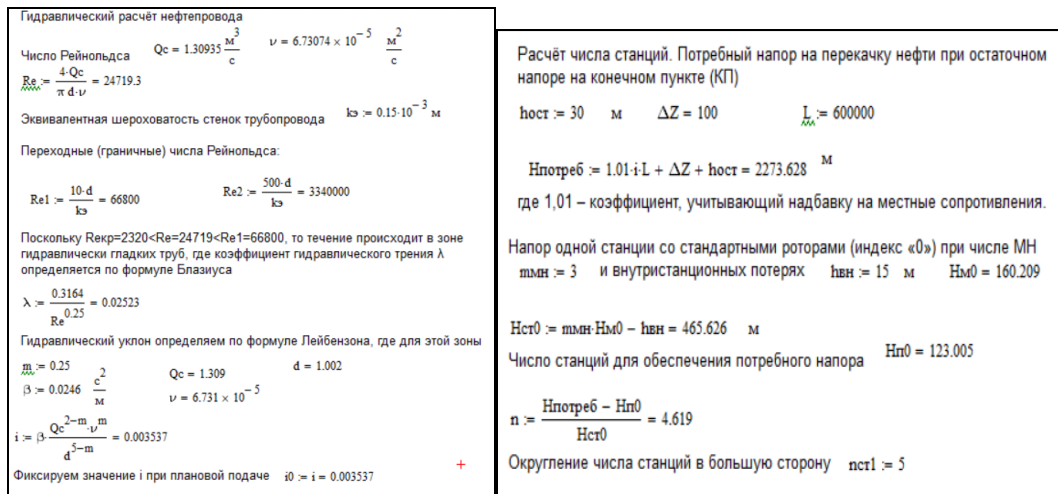 Гидравлический расчёт нефтепровода
Число Рейнольдса Qc = 1.30935 м³/с ν = 6.73074 × 10⁻⁵ м²/с
Re := 4·Qc / π d·ν = 24719.3
Эквивалентная шероховатость стенок трубопровода kэ := 0.15·10⁻³ м
Переходные (граничные) числа Рейнольдса:
Re1 := 10·d / kэ = 66800 Re2 := 500·d / kэ = 3340000
Поскольку Reкр=2320<Re=24719<Re1=66800, то течение происходит в зоне
гидравлически гладких труб, где коэффициент гидравлического трения λ
определяется по формуле Блазиуса
λ := 0.3164 / Re^0.25 = 0.02523
Гидравлический уклон определяем по формуле Лейбензона, где для этой зоны
m := 0.25 Qc = 1.309 d = 1.002
β := 0.0246 с²/м ν = 6.731 × 10⁻⁵
i := β· Qc^(2−m)·ν^m / d^(5−m) = 0.003537
Фиксируем значение i при плановой подаче i0 := i = 0.003537
+
Расчёт числа станций. Потребный напор на перекачку нефти при остаточном
напоре на конечном пункте (КП)
hост := 30 м ΔZ = 100 L := 600000
Hпотреб := 1.01·i·L + ΔZ + hост = 2273.628 м
где 1,01 – коэффициент, учитывающий надбавку на местные сопротивления.
Напор одной станции со стандартными роторами (индекс «0») при числе МН
mмн := 3 и внутристанционных потерях hвн := 15 м Hм0 = 160.209
Hст0 := mмн·Hм0 − hвн = 465.626 м
Число станций для обеспечения потребного напора Hп0 = 123.005
n := Hпотреб − Hп0 / Hст0 = 4.619
Округление числа станций в большую сторону nст1 := 5